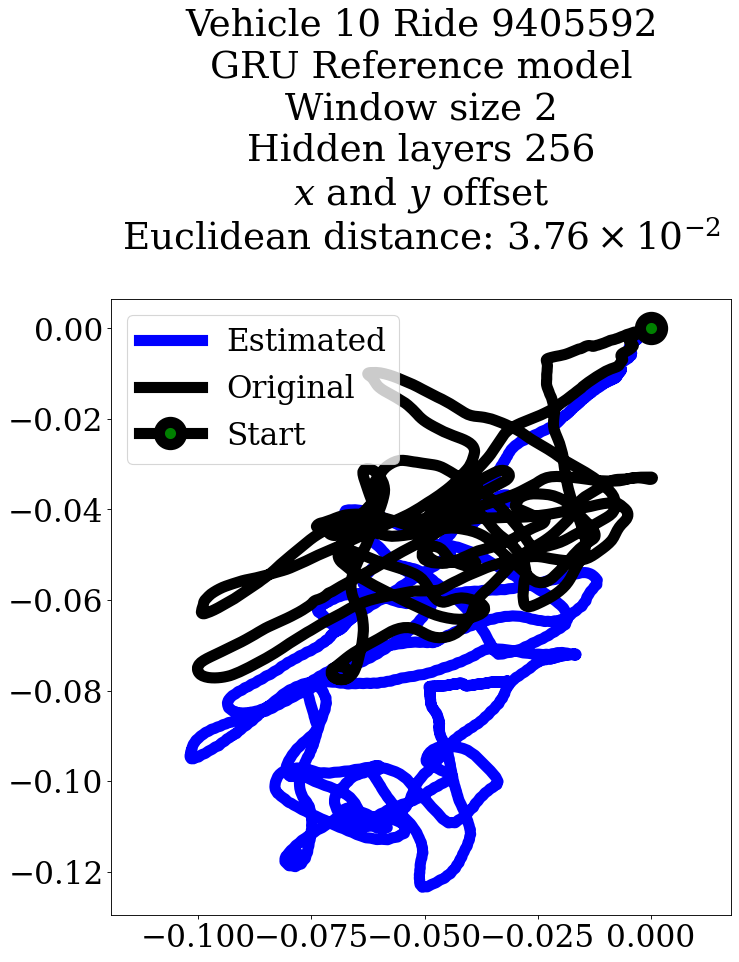 Vehicle 10 Ride 9405592
GRU Reference model
Window size 2
Hidden layers 256
x and y offset
Euclidean distance: 3.76 × 10⁻²
Estimated
Original
Start
0.00
−0.02
−0.04
−0.06
−0.08
−0.10
−0.12
−0.100 −0.075 −0.050 −0.025 0.000